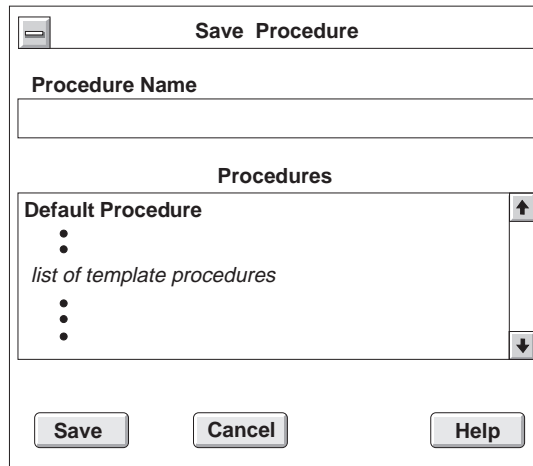 Save Procedure
Procedure Name
Procedures
Default Procedure
list of template procedures
Save Cancel Help